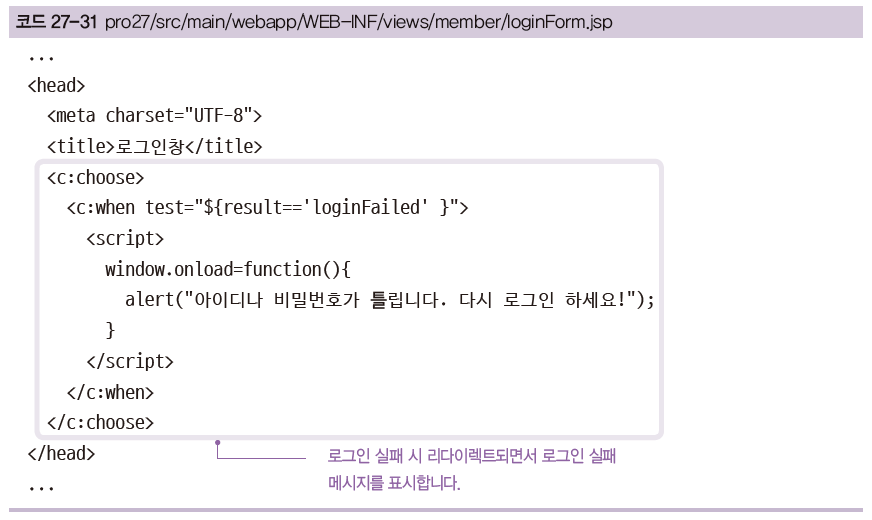 코드 27-31 pro27/src/main/webapp/WEB-INF/views/member/loginForm.jsp
...
<head>
<meta charset="UTF-8">
<title>로그인창</title>
<c:choose>
<c:when test="${result=='loginFailed' }">
<script>
window.onload=function(){
alert("아이디나 비밀번호가 틀립니다. 다시 로그인 하세요!");
}
</script>
</c:when>
</c:choose>
</head>
로그인 실패 시 리다이렉트되면서 로그인 실패
메시지를 표시합니다.
...